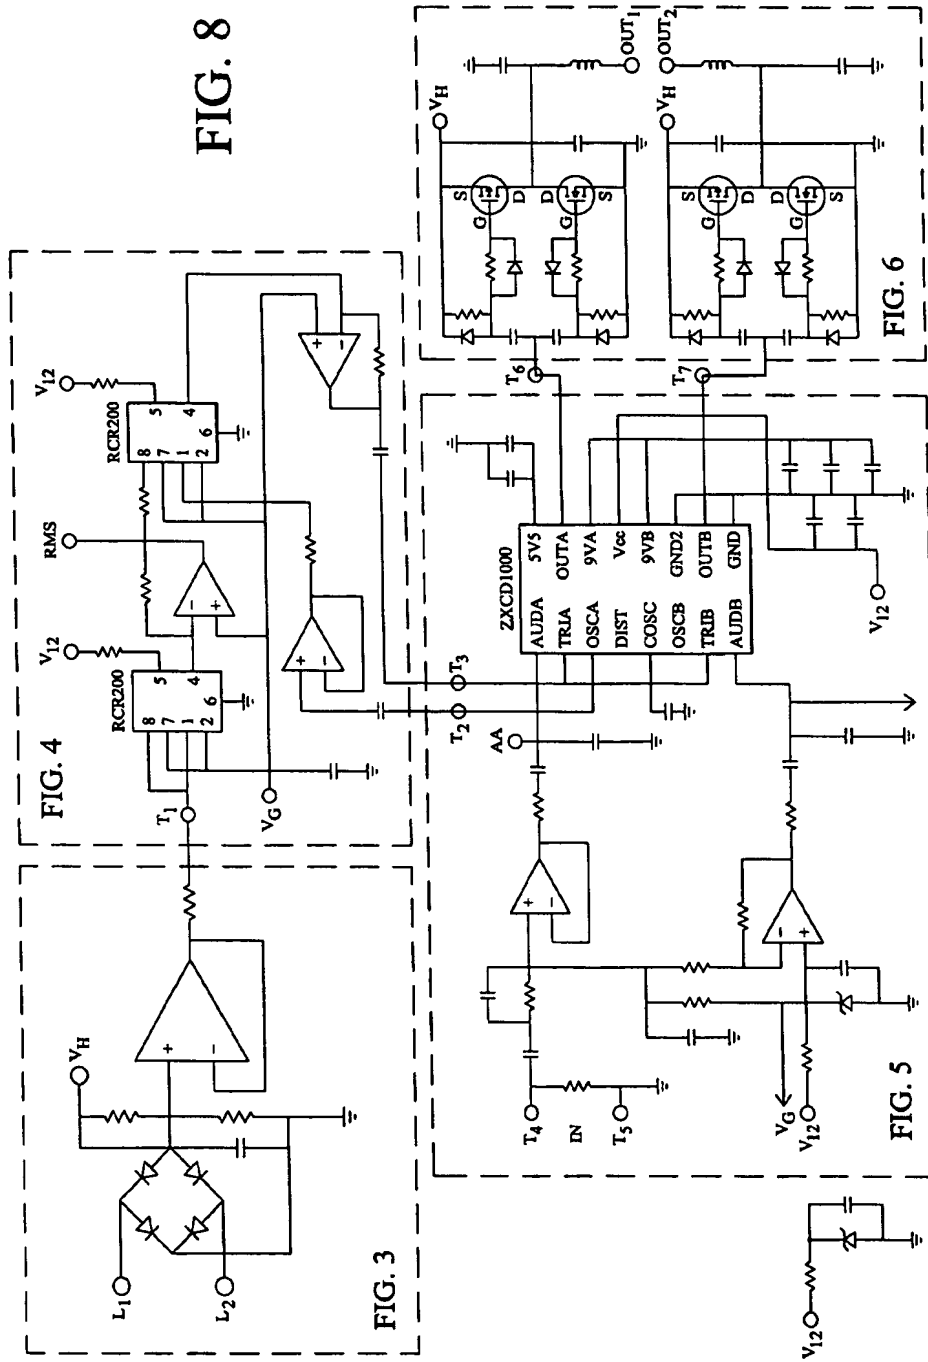 FIG. 8
FIG. 3
L1
L2
VH
+
−
FIG. 4
T1
VG
RCR200
8
7
1
2
5
4
6
V12
RMS
−
+
RCR200
8
7
1
2
5
4
6
V12
+
−
+
−
T2
T3
FIG. 5
T4
IN
T5
AA
+
−
−
+
VG
V12
ZXCD1000
AUDA
TRIA
OSCA
DIST
COSC
OSCB
TRIB
AUDB
5V5
OUTA
9VA
Vcc
9VB
GND2
OUTB
GND
V12
FIG. 6
T6
T7
VH
S
G
D
D
G
S
OUT1
VH
S
G
D
D
G
S
OUT2
V12